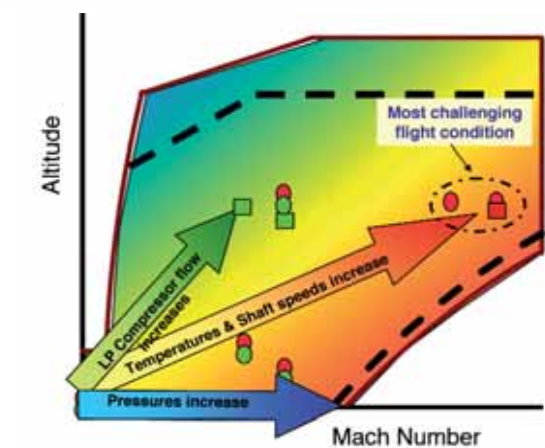 Most challenging
flight condition
Altitude
LP Compressor flow
increases
Temperatures & Shaft speeds increase
Pressures increase
Mach Number